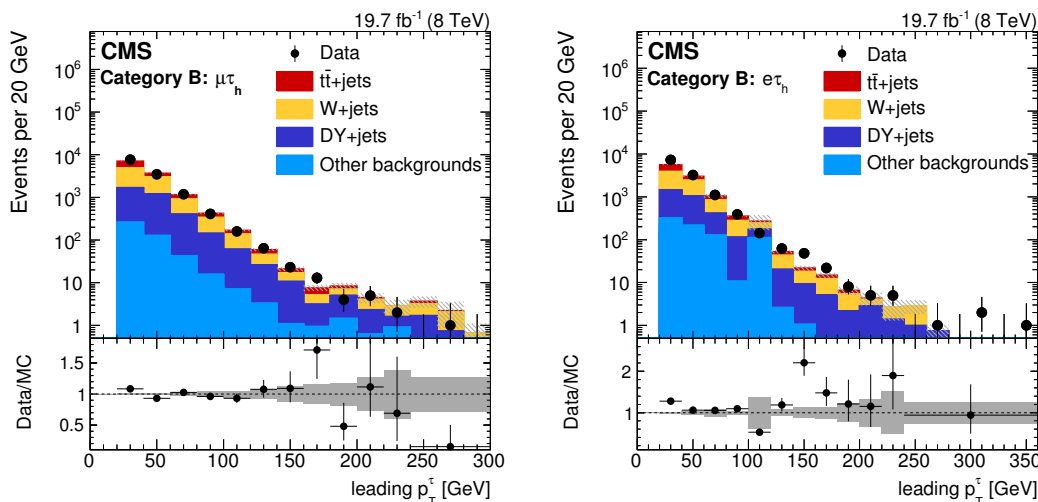 19.7 fb⁻¹ (8 TeV)
CMS
Category B: μτ_h
Data
tt̄+jets
W+jets
DY+jets
Other backgrounds
Events per 20 GeV
10⁶
10⁵
10⁴
10³
10²
10
1
Data/MC
1.5
1
0.5
0 50 100 150 200 250 300
leading p_T^τ [GeV]
19.7 fb⁻¹ (8 TeV)
CMS
Category B: eτ_h
Data
tt̄+jets
W+jets
DY+jets
Other backgrounds
Events per 20 GeV
10⁶
10⁵
10⁴
10³
10²
10
1
Data/MC
2
1
0 50 100 150 200 250 300 350
leading p_T^τ [GeV]